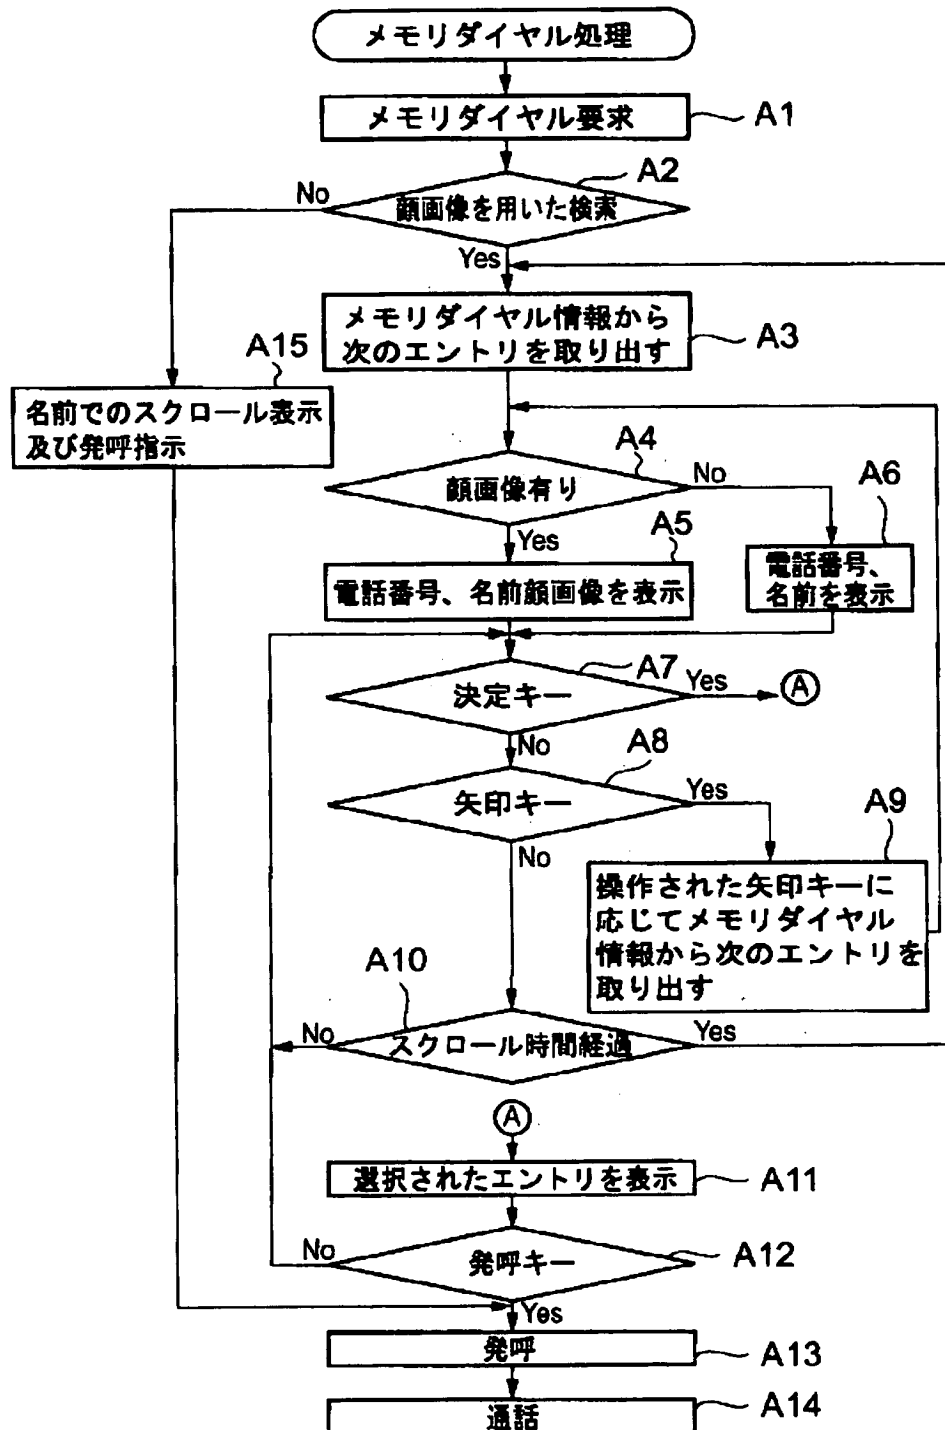 メモリダイヤル処理
メモリダイヤル要求
A1
A2
No
顔画像を用いた検索
Yes
メモリダイヤル情報から
次のエントリを取り出す
A3
A15
名前でのスクロール表示
及び発呼指示
A4
顔画像有り
No
A6
Yes
A5
電話番号、名前顔画像を表示
電話番号、
名前を表示
A7
決定キー
Yes
A
No
A8
矢印キー
Yes
A9
No
操作された矢印キーに
応じてメモリダイヤル
情報から次のエントリを
取り出す
A10
No
スクロール時間経過
Yes
A
選択されたエントリを表示
A11
No
発呼キー
A12
Yes
発呼
A13
通話
A14